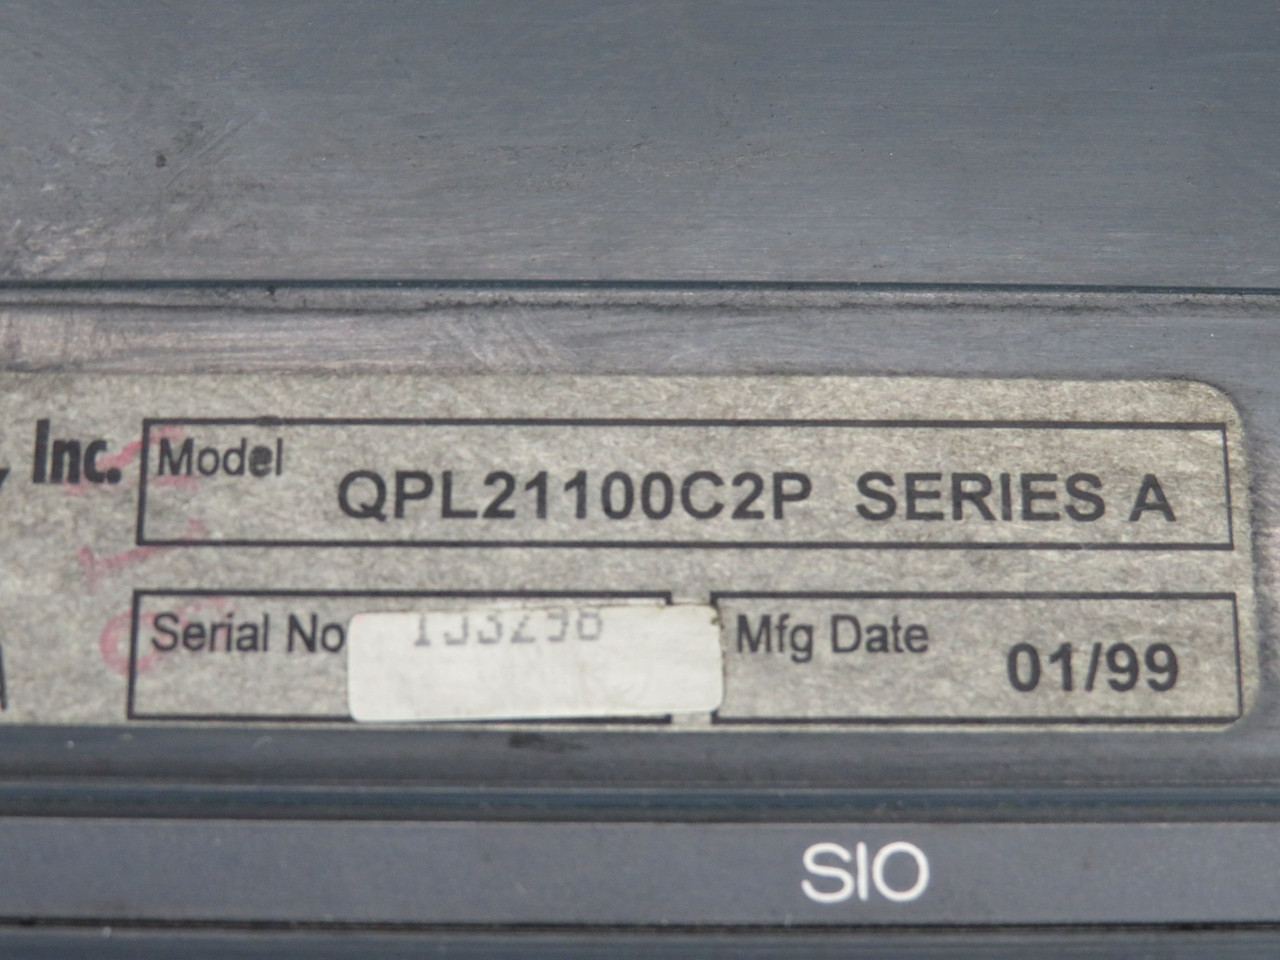 , Inc.
Model
QPL21100C2P SERIES A
Serial No
Mfg Date
01/99
SIO